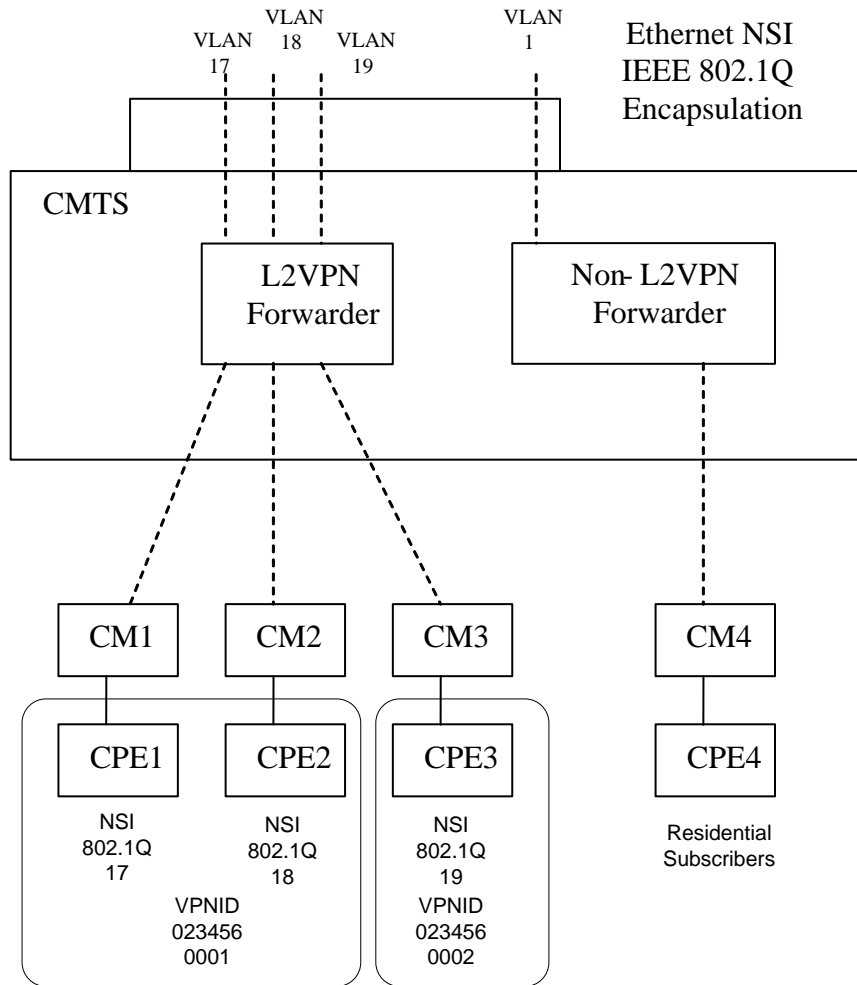 VLAN
17
VLAN
18
VLAN
19
VLAN
1
Ethernet NSI
IEEE 802.1Q
Encapsulation
CMTS
L2VPN
Forwarder
Non- L2VPN
Forwarder
CM1
CM2
CM3
CM4
CPE1
CPE2
CPE3
CPE4
NSI
802.1Q
17
NSI
802.1Q
18
VPNID
023456
0001
NSI
802.1Q
19
VPNID
023456
0002
Residential
Subscribers